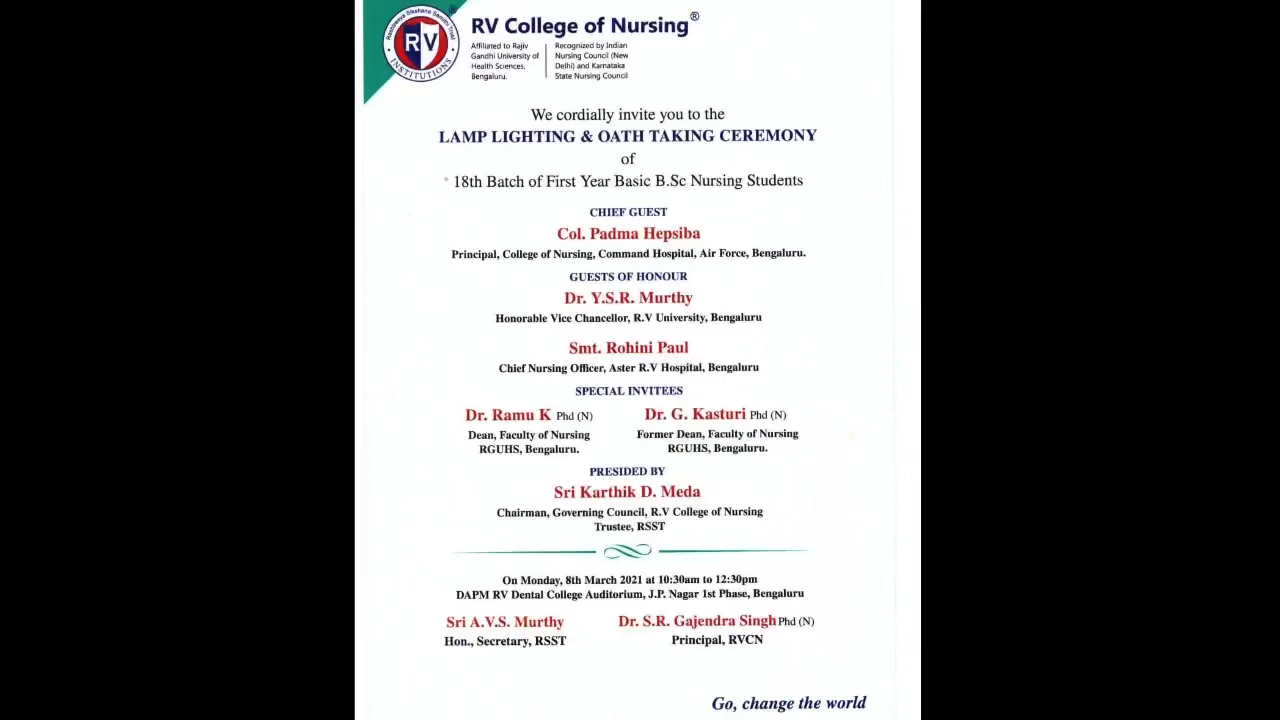 Rashtreeya Sikshana Samithi Trust
RV
INSTITUTIONS
®
RV College of Nursing®
Affiliated to Rajiv
Gandhi University of
Health Sciences,
Bengaluru.
Recognized by Indian
Nursing Council (New
Delhi) and Karnataka
State Nursing Council
We cordially invite you to the
LAMP LIGHTING & OATH TAKING CEREMONY
of
18th Batch of First Year Basic B.Sc Nursing Students
CHIEF GUEST
Col. Padma Hepsiba
Principal, College of Nursing, Command Hospital, Air Force, Bengaluru.
GUESTS OF HONOUR
Dr. Y.S.R. Murthy
Honorable Vice Chancellor, R.V University, Bengaluru
Smt. Rohini Paul
Chief Nursing Officer, Aster R.V Hospital, Bengaluru
SPECIAL INVITEES
Dr. Ramu K Phd (N)
Dean, Faculty of Nursing
RGUHS, Bengaluru.
Dr. G. Kasturi Phd (N)
Former Dean, Faculty of Nursing
RGUHS, Bengaluru.
PRESIDED BY
Sri Karthik D. Meda
Chairman, Governing Council, R.V College of Nursing
Trustee, RSST
On Monday, 8th March 2021 at 10:30am to 12:30pm
DAPM RV Dental College Auditorium, J.P. Nagar 1st Phase, Bengaluru
Sri A.V.S. Murthy
Hon., Secretary, RSST
Dr. S.R. Gajendra Singh Phd (N)
Principal, RVCN
Go, change the world